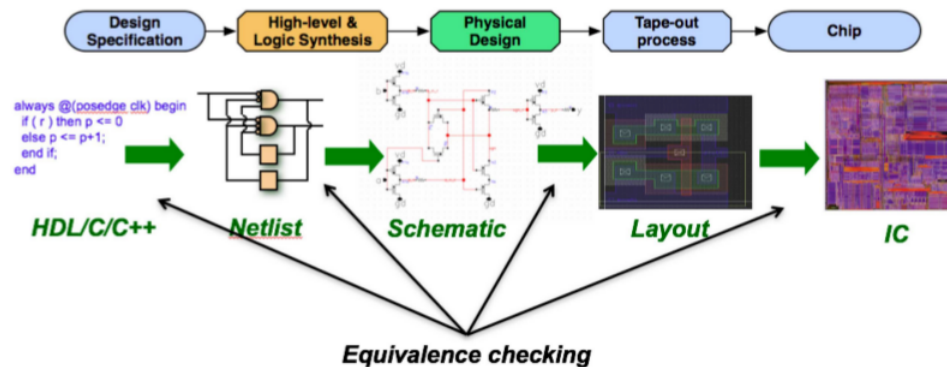 Design
Specification
High-level &
Logic Synthesis
Physical
Design
Tape-out
process
Chip
always @(posedge clk) begin
if ( r ) then p <= 0
else p <= p+1;
end if;
end
HDL/C/C++
Netlist
Schematic
Layout
IC
Equivalence checking